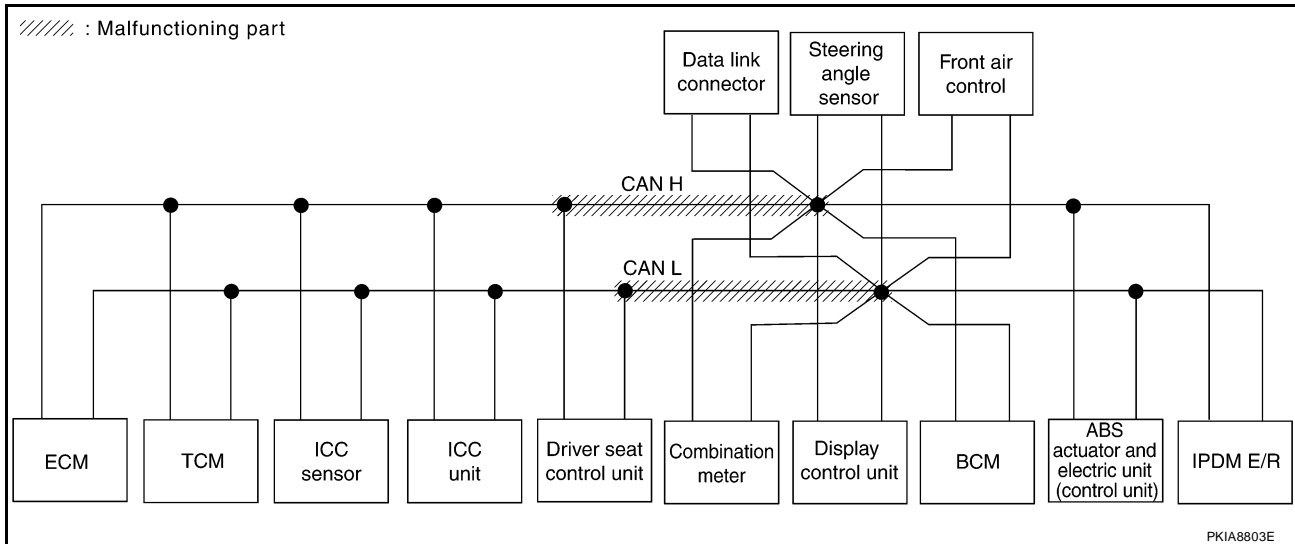 : Malfunctioning part
Data link
connector
Steering
angle
sensor
Front air
control
CAN H
CAN L
ECM
TCM
ICC
sensor
ICC
unit
Driver seat
control unit
Combination
meter
Display
control unit
BCM
ABS
actuator and
electric unit
(control unit)
IPDM E/R
PKIA8803E